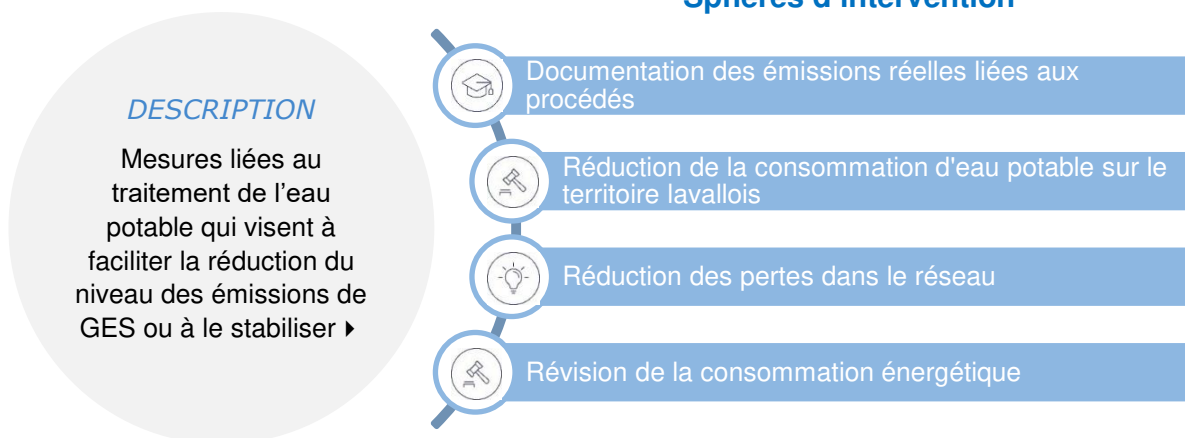 Sphères d'intervention
DESCRIPTION
Mesures liées au
traitement de l'eau
potable qui visent à
faciliter la réduction du
niveau des émissions de
GES ou à le stabiliser
Documentation des émissions réelles liées aux
procédés
Réduction de la consommation d'eau potable sur le
territoire lavallois
Réduction des pertes dans le réseau
Révision de la consommation énergétique